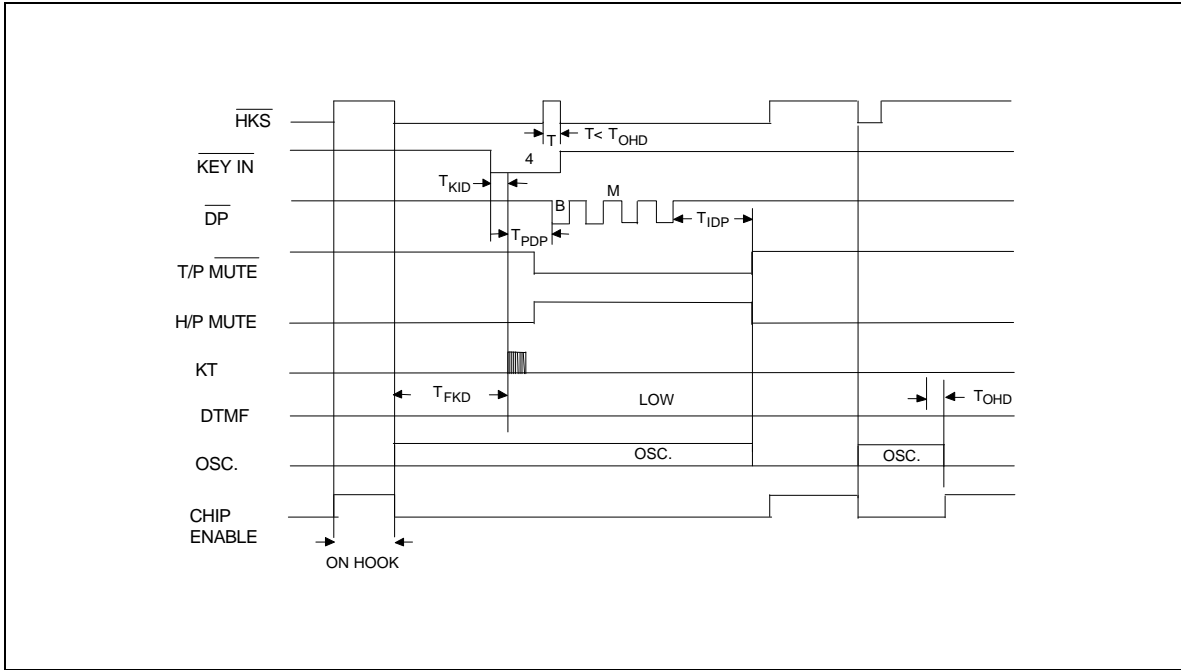 HKS
T T< TOHD
KEY IN
4
TKID
DP
B M
TPDP
TIDP
T/P MUTE
H/P MUTE
KT
TFKD
LOW
TOHD
DTMF
OSC.
OSC.
OSC.
CHIP
ENABLE
ON HOOK